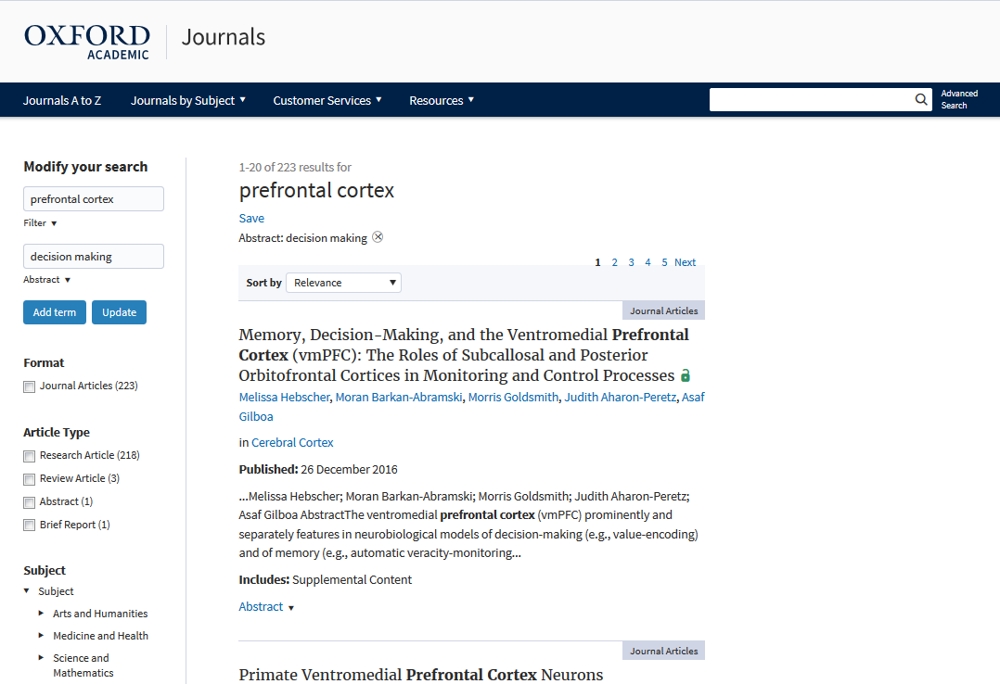 OXFORD
ACADEMIC
Journals
Journals A to Z
Journals by Subject ▼
Customer Services ▼
Resources ▼
Advanced
Search
Modify your search
prefrontal cortex
Filter ▼
decision making
Abstract ▼
Add term
Update
Format
Journal Articles (223)
Article Type
Research Article (218)
Review Article (3)
Abstract (1)
Brief Report (1)
Subject
Subject
Arts and Humanities
Medicine and Health
Science and
Mathematics
1-20 of 223 results for
prefrontal cortex
Save
Abstract: decision making
1 2 3 4 5 Next
Sort by Relevance ▼
Journal Articles
Memory, Decision-Making, and the Ventromedial Prefrontal
Cortex (vmPFC): The Roles of Subcallosal and Posterior
Orbitofrontal Cortices in Monitoring and Control Processes
Melissa Hebscher, Moran Barkan-Abramski, Morris Goldsmith, Judith Aharon-Peretz, Asaf
Gilboa
in Cerebral Cortex
Published: 26 December 2016
...Melissa Hebscher; Moran Barkan-Abramski; Morris Goldsmith; Judith Aharon-Peretz;
Asaf Gilboa AbstractThe ventromedial prefrontal cortex (vmPFC) prominently and
separately features in neurobiological models of decision-making (e.g., value-encoding)
and of memory (e.g., automatic veracity-monitoring...
Includes: Supplemental Content
Abstract ▼
Journal Articles
Primate Ventromedial Prefrontal Cortex Neurons